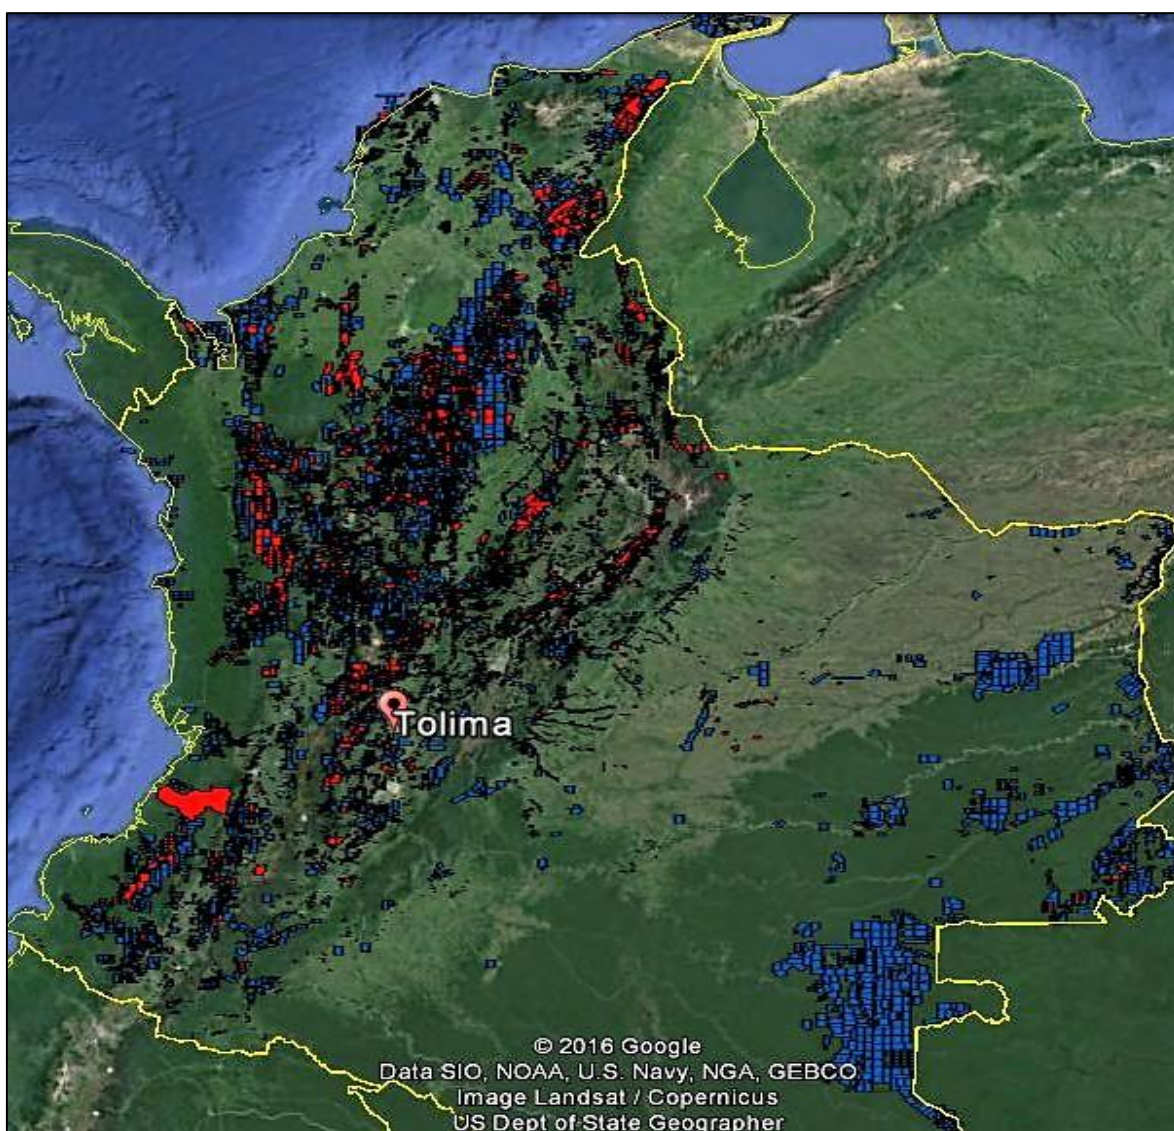 Tolima
© 2016 Google
Data SIO, NOAA, U.S. Navy, NGA, GEBCO
Image Landsat / Copernicus
US Dept of State Geographer